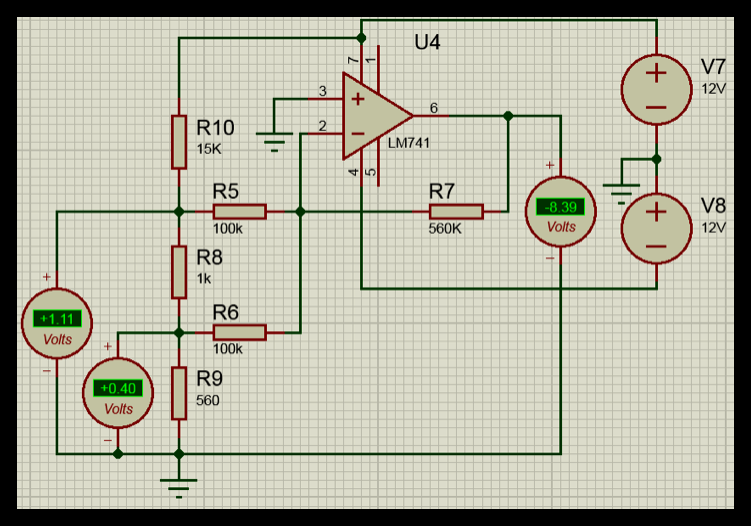 U4
7
1
3
+
2
−
6
4
5
LM741
V7
12V
+
−
R10
15K
R5
100k
R7
560K
+
-8.39
Volts
−
V8
12V
+
−
R8
1k
+
+1.11
Volts
−
R6
100k
+
+0.40
Volts
−
R9
560